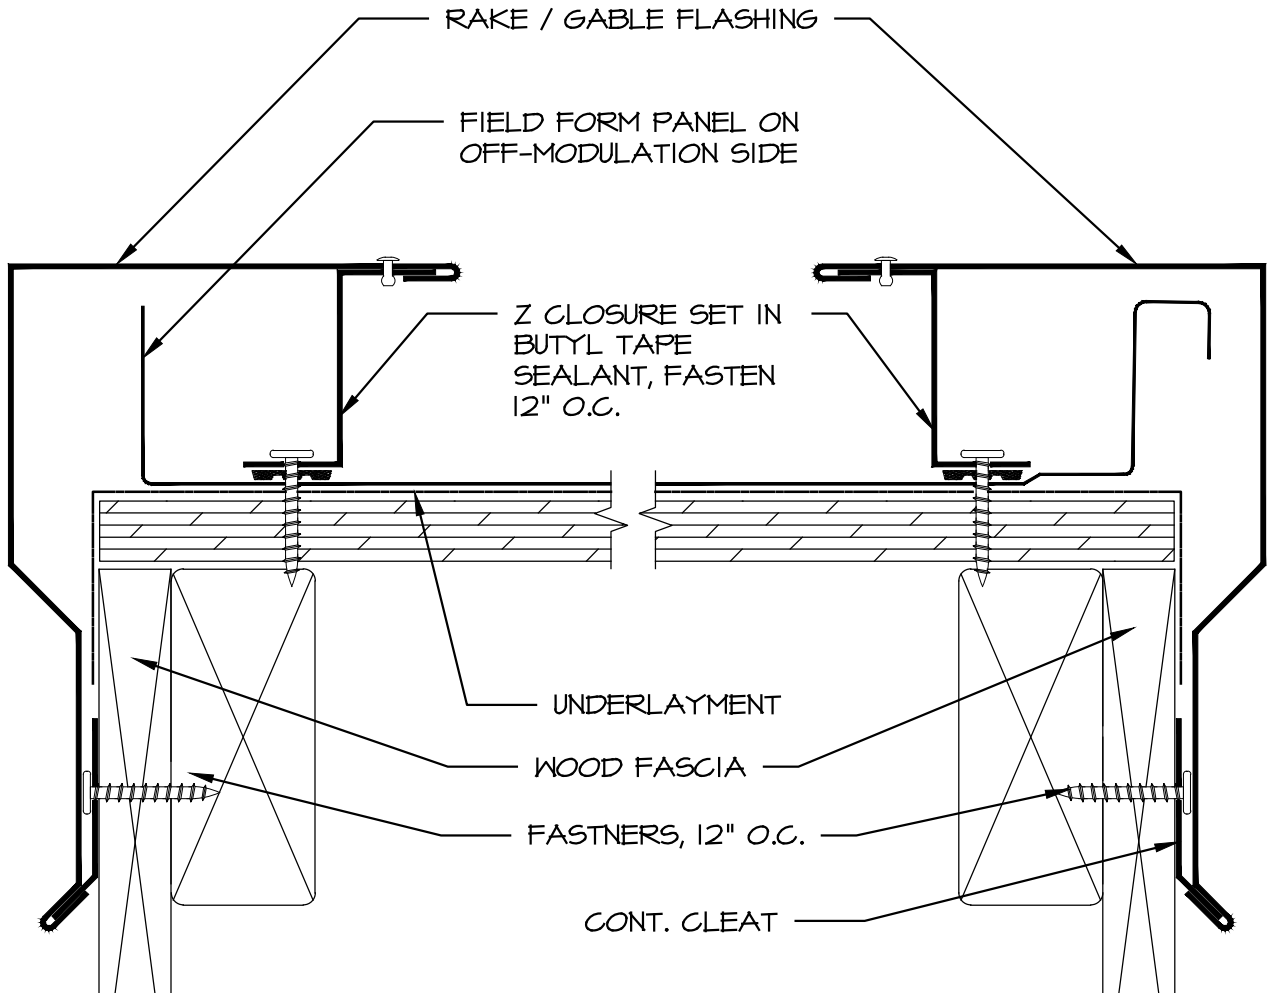 RAKE / GABLE FLASHING
FIELD FORM PANEL ON
OFF-MODULATION SIDE
Z CLOSURE SET IN
BUTYL TAPE
SEALANT, FASTEN
12" O.C.
UNDERLAYMENT
WOOD FASCIA
FASTNERS, 12" O.C.
CONT. CLEAT